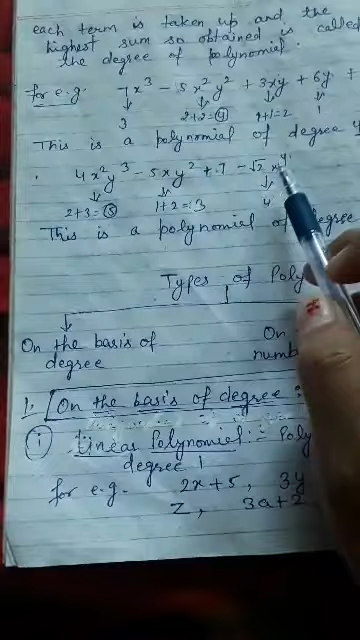 each term is taken up and the
highest sum so obtained is called
the degree of polynomial.
for e.g. 7x³ - 5x²y² + 3xy + 6y +
3 2+2=④ 1+1=2 1
This is a polynomial of degree 4
4x²y³ - 5xy² + 7 - √2 x⁴
2+3=⑤ 1+2=3 4
This is a polynomial of degree
Types of Poly
On the basis of On
degree numb
1. On the basis of degree :
(i) Linear Polynomial :- Poly
degree 1
for e.g. 2x+5, 3y
z, 3a+2